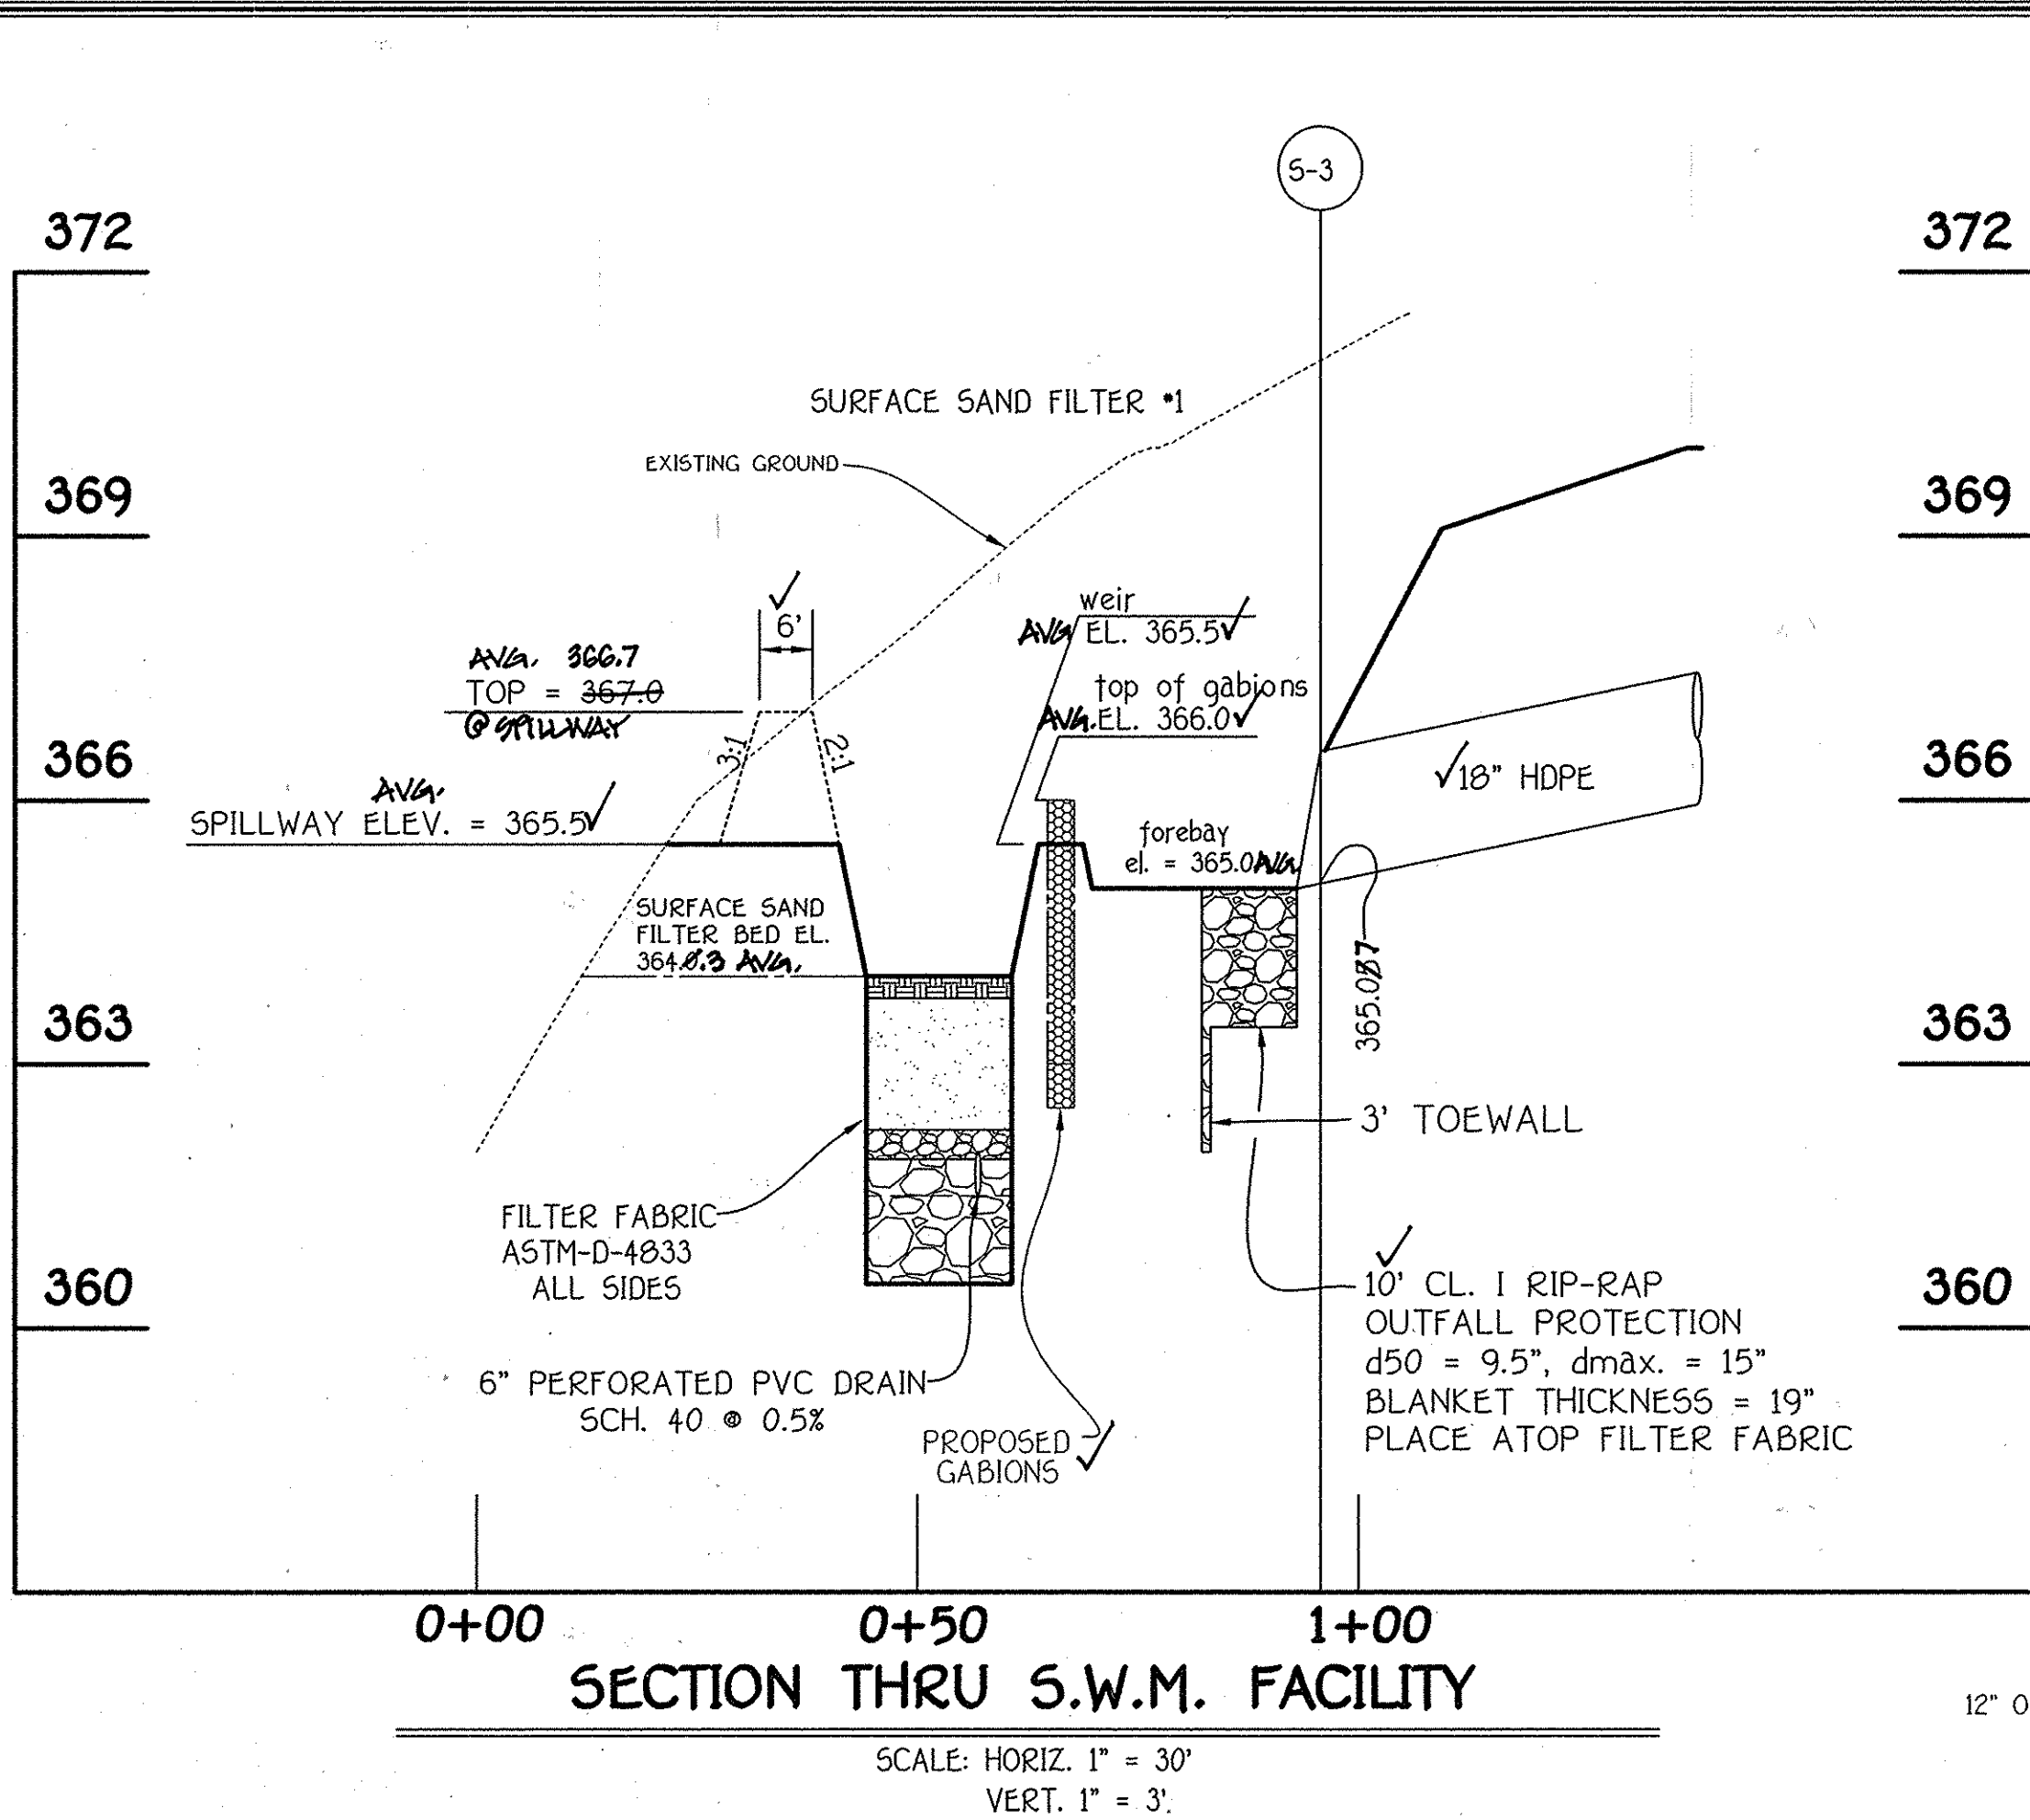 S-3
372
372
SURFACE SAND FILTER #1
EXISTING GROUND
369
369
6'
weir
AVG EL. 365.5
AVG. 366.7
TOP = 367.0
@ SPILLWAY
top of gabions
AVG. EL. 366.0
3:1
2:1
366
366
18" HDPE
AVG.
SPILLWAY ELEV. = 365.5
forebay
el. = 365.0 AVG.
SURFACE SAND
FILTER BED EL.
364.0.3 AVG.
365.087
363
363
3' TOEWALL
FILTER FABRIC
ASTM-D-4833
ALL SIDES
360
360
10' CL. I RIP-RAP
OUTFALL PROTECTION
d50 = 9.5", dmax. = 15"
BLANKET THICKNESS = 19"
PLACE ATOP FILTER FABRIC
6" PERFORATED PVC DRAIN
SCH. 40 @ 0.5%
PROPOSED
GABIONS
0+00
0+50
1+00
SECTION THRU S.W.M. FACILITY
12" O
SCALE: HORIZ. 1" = 30'
VERT. 1" = 3'